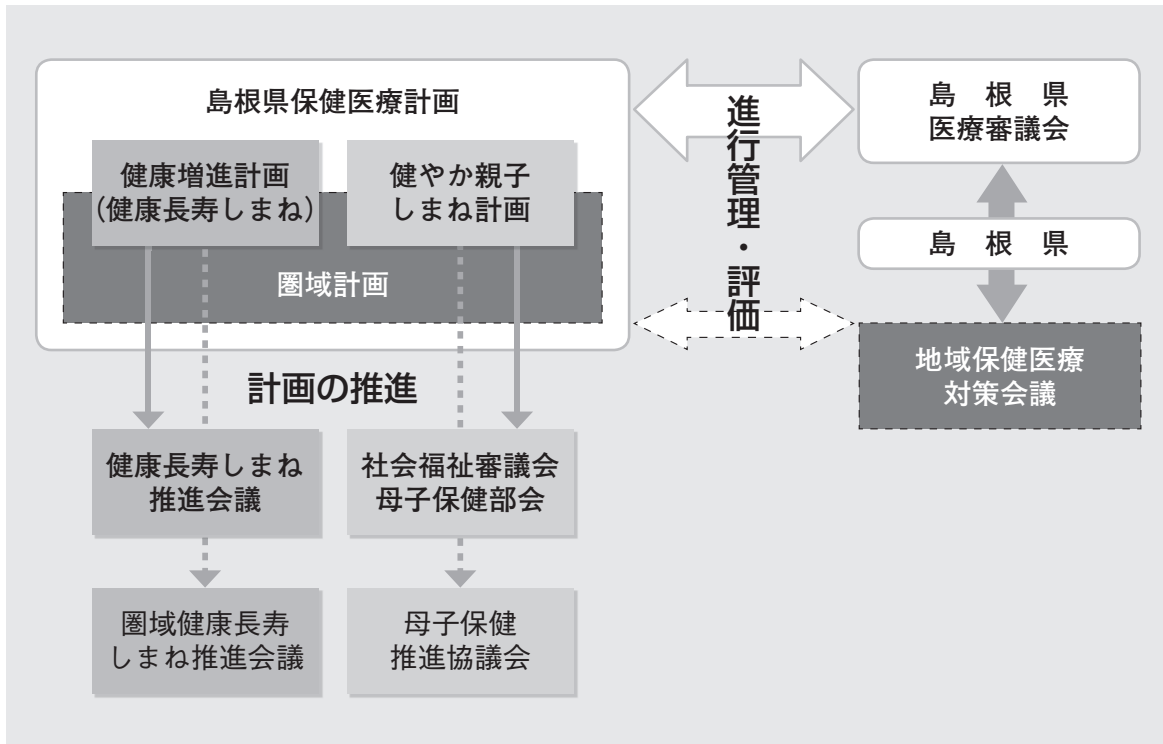 島根県保健医療計画
健康増進計画
（健康長寿しまね）
健やか親子
しまね計画
圏域計画
計画の推進
健康長寿しまね
推進会議
社会福祉審議会
母子保健部会
圏域健康長寿
しまね推進会議
母子保健
推進協議会
進行管理・評価
島　根　県
医療審議会
島　根　県
地域保健医療
対策会議